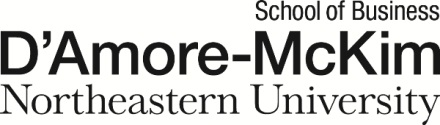 School of Business
D'Amore-McKim
Northeastern University